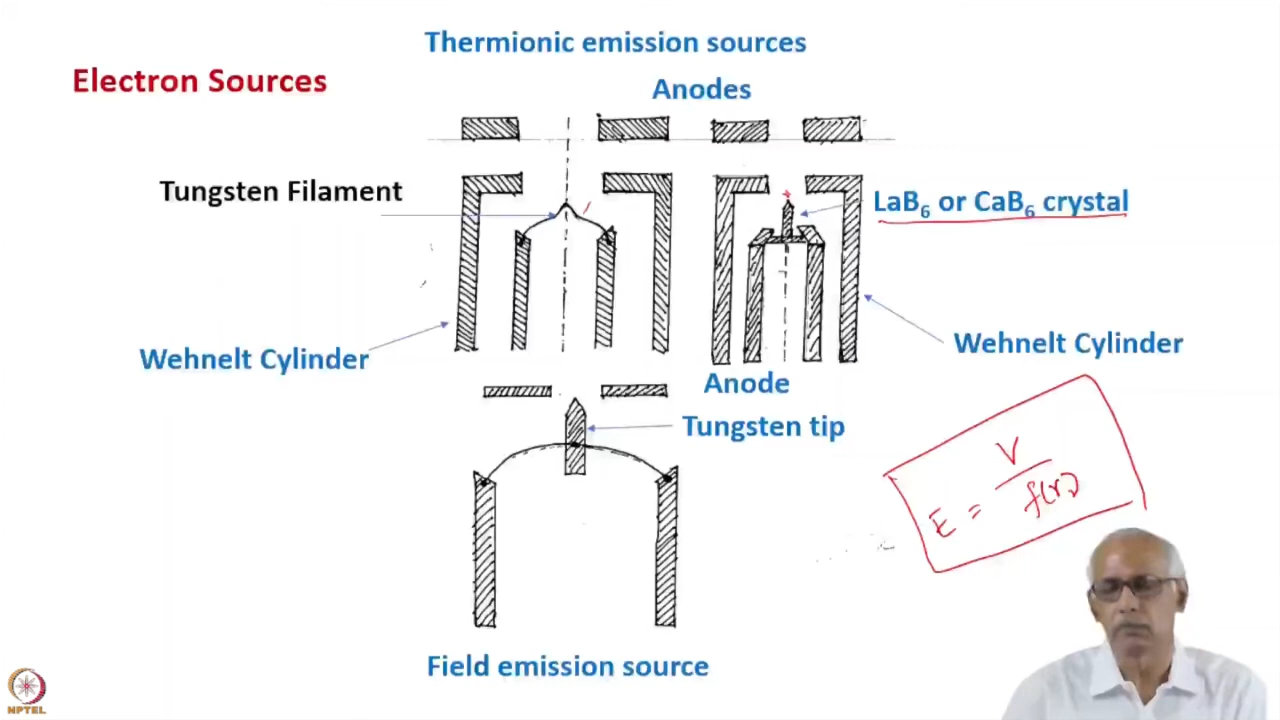 Thermionic emission sources
Electron Sources
Anodes
Tungsten Filament
LaB₆ or CaB₆ crystal
Wehnelt Cylinder
Wehnelt Cylinder
Anode
Tungsten tip
E = V / f(r)
Field emission source
NPTEL